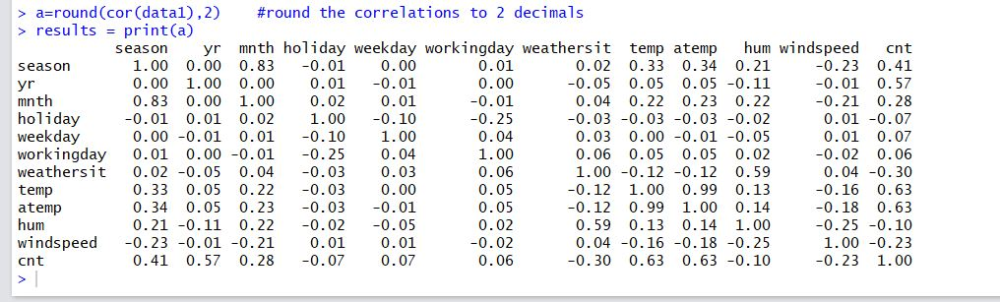 > a=round(cor(data1),2)    #round the correlations to 2 decimals
> results = print(a)
           season    yr  mnth holiday weekday workingday weathersit  temp atemp   hum windspeed   cnt
season       1.00  0.00  0.83   -0.01    0.00       0.01       0.02  0.33  0.34  0.21     -0.23  0.41
yr           0.00  1.00  0.00    0.01   -0.01       0.00      -0.05  0.05  0.05 -0.11     -0.01  0.57
mnth         0.83  0.00  1.00    0.02    0.01      -0.01       0.04  0.22  0.23  0.22     -0.21  0.28
holiday     -0.01  0.01  0.02    1.00   -0.10      -0.25      -0.03 -0.03 -0.03 -0.02      0.01 -0.07
weekday      0.00 -0.01  0.01   -0.10    1.00       0.04       0.03  0.00 -0.01 -0.05      0.01  0.07
workingday   0.01  0.00 -0.01   -0.25    0.04       1.00       0.06  0.05  0.05  0.02     -0.02  0.06
weathersit   0.02 -0.05  0.04   -0.03    0.03       0.06       1.00 -0.12 -0.12  0.59      0.04 -0.30
temp         0.33  0.05  0.22   -0.03    0.00       0.05      -0.12  1.00  0.99  0.13     -0.16  0.63
atemp        0.34  0.05  0.23   -0.03   -0.01       0.05      -0.12  0.99  1.00  0.14     -0.18  0.63
hum          0.21 -0.11  0.22   -0.02   -0.05       0.02       0.59  0.13  0.14  1.00     -0.25 -0.10
windspeed   -0.23 -0.01 -0.21    0.01    0.01      -0.02       0.04 -0.16 -0.18 -0.25      1.00 -0.23
cnt          0.41  0.57  0.28   -0.07    0.07       0.06      -0.30  0.63  0.63 -0.10     -0.23  1.00
>